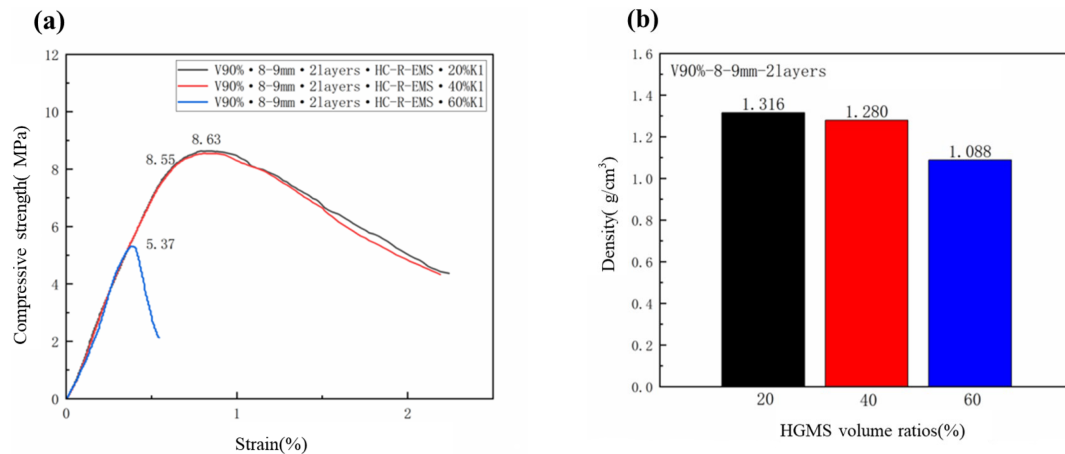 (a)
12
10
8
6
4
2
0
0
1
2
Compressive strength( MPa)
Strain(%)
V90%·8-9mm·2layers·HC-R-EMS·20%K1
V90%·8-9mm·2layers·HC-R-EMS·40%K1
V90%·8-9mm·2layers·HC-R-EMS·60%K1
8.63
8.55
5.37
(b)
1.6
1.4
1.2
1.0
0.8
0.6
0.4
0.2
0.0
Density( g/cm³)
V90%-8-9mm-2layers
1.316
1.280
1.088
20
40
60
HGMS volume ratios(%)